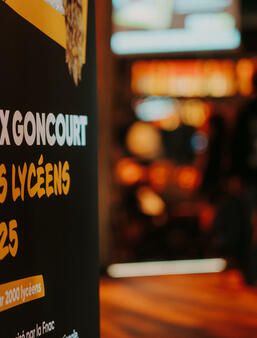 X GONCOURT
S LYCÉENS
25
r 2000 lycéens
par la Fnac